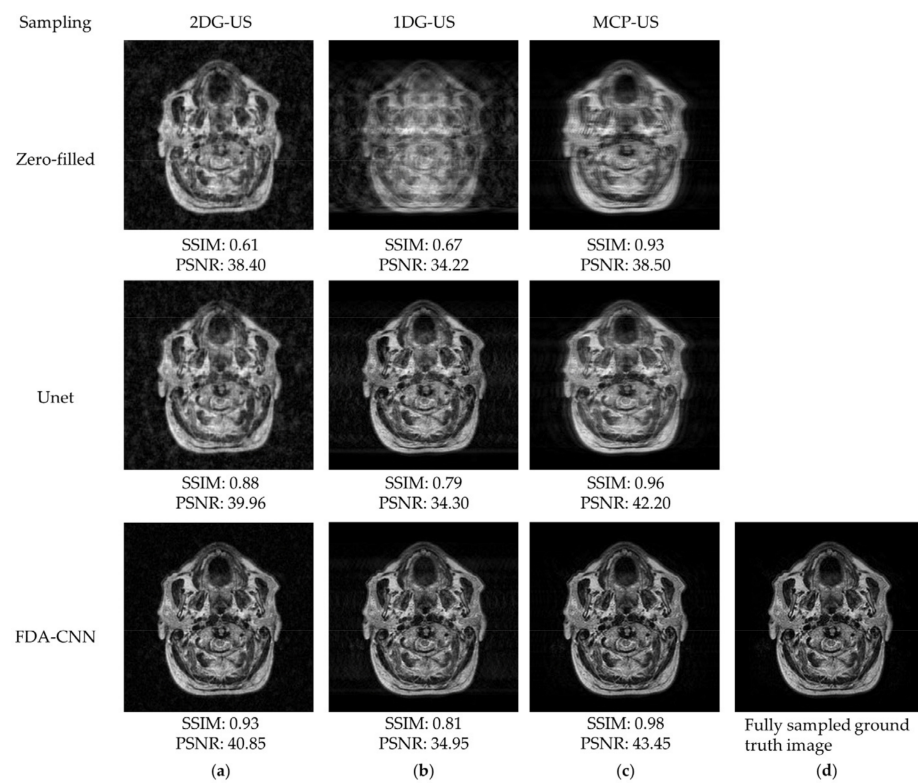 Sampling 2DG-US 1DG-US MCP-US
Zero-filled
SSIM: 0.61 SSIM: 0.67 SSIM: 0.93
PSNR: 38.40 PSNR: 34.22 PSNR: 38.50
Unet
SSIM: 0.88 SSIM: 0.79 SSIM: 0.96
PSNR: 39.96 PSNR: 34.30 PSNR: 42.20
FDA-CNN
SSIM: 0.93 SSIM: 0.81 SSIM: 0.98 Fully sampled ground
PSNR: 40.85 PSNR: 34.95 PSNR: 43.45 truth image
(a) (b) (c) (d)